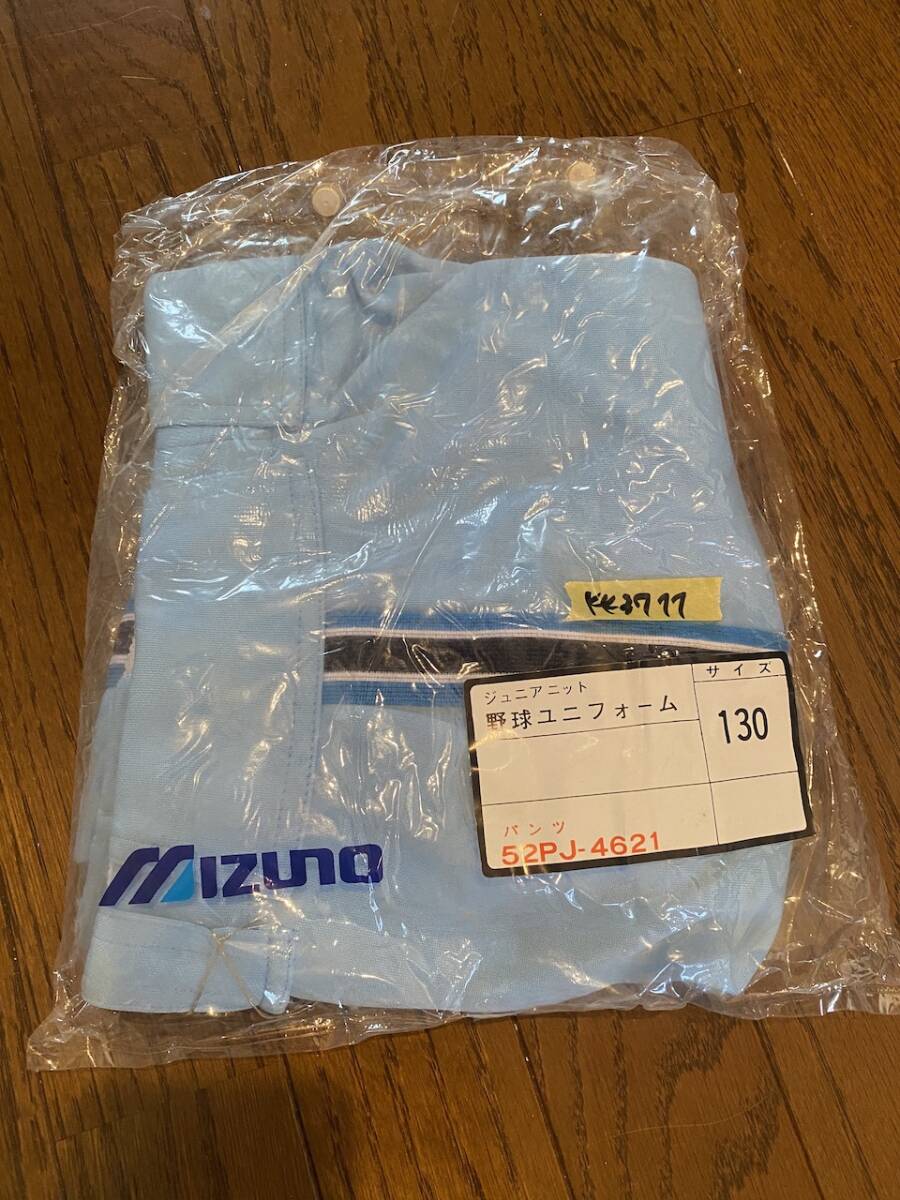 KK3777
ジュニアニット
野球ユニフォーム
サイズ
130
パンツ
52PJ-4621
MIZUNO